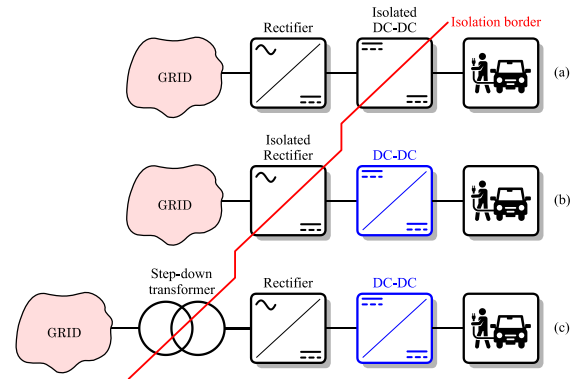 Isolated
Rectifier DC-DC Isolation border
GRID (a)
Isolated
Rectifier DC-DC
GRID (b)
Step-down
transformer Rectifier DC-DC
GRID (c)